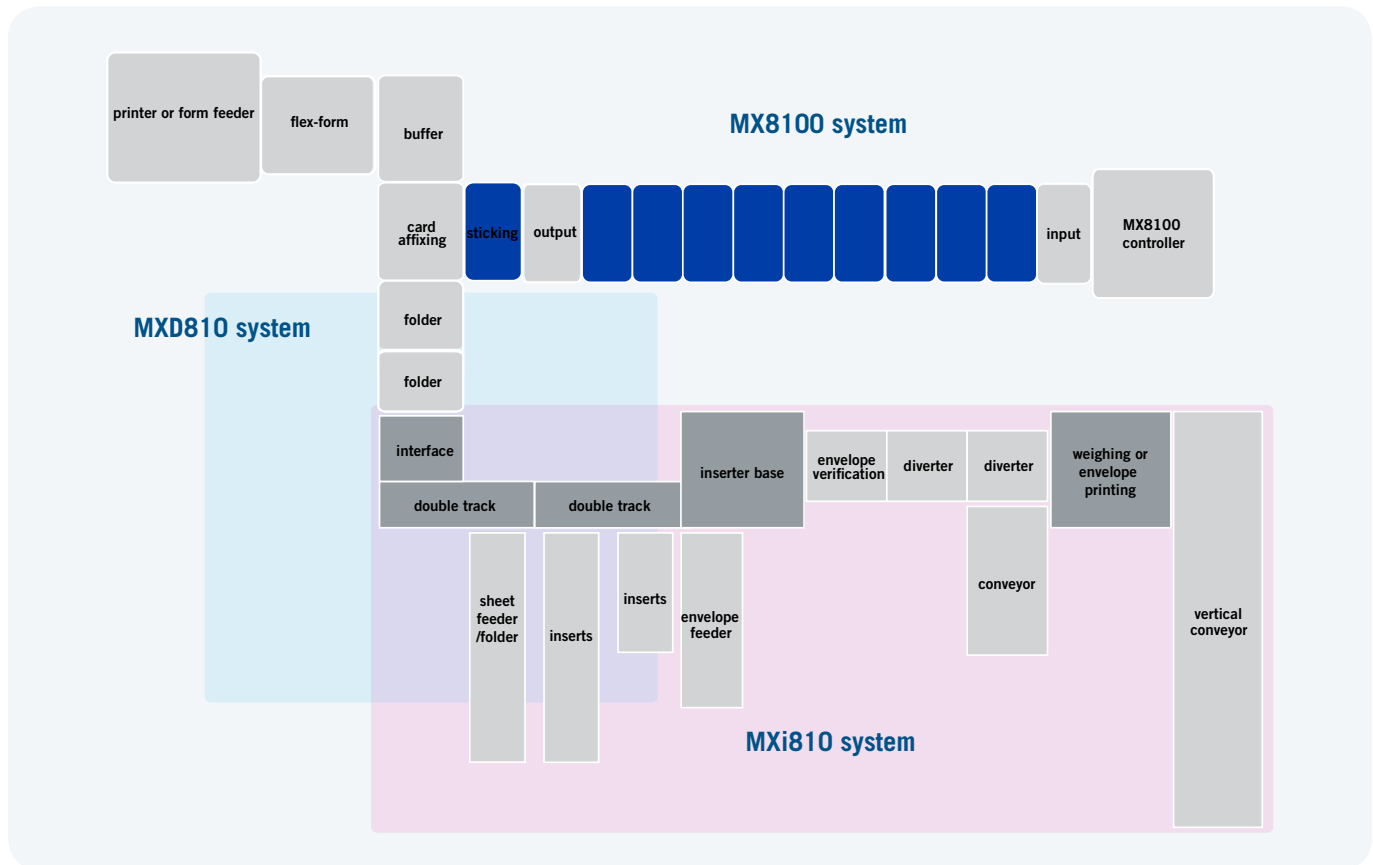 printer or form feeder
flex-form
buffer
MX8100 system
card
affixing
sticking
output
input
MX8100
controller
MXD810 system
folder
folder
interface
double track
double track
inserter base
envelope
verification
diverter
diverter
weighing or
envelope
printing
sheet
feeder
/folder
inserts
inserts
envelope
feeder
conveyor
vertical
conveyor
MXi810 system